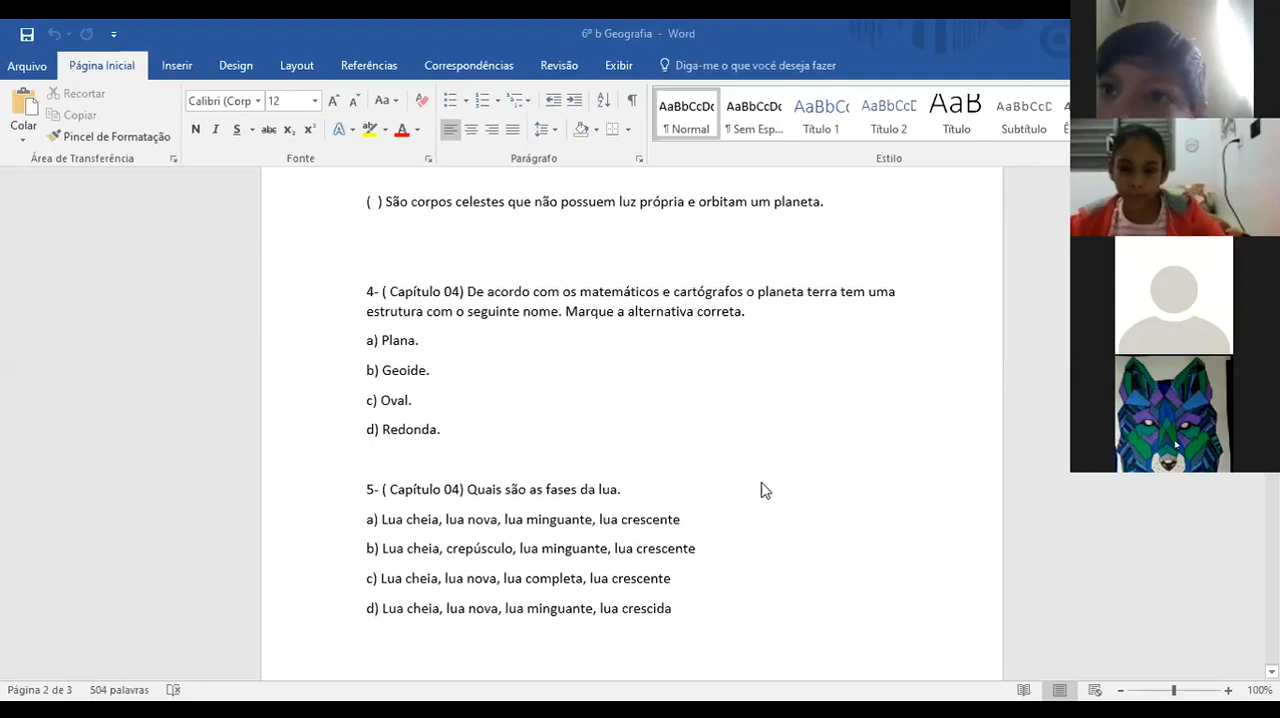 6º b Geografia - Word
Arquivo Página Inicial Inserir Design Layout Referências Correspondências Revisão Exibir Diga-me o que você deseja fazer
Colar
Recortar
Copiar
Pincel de Formatação
Área de Transferência
Calibri (Corp 12
N I S abc x₂ x²
Fonte
Parágrafo
AaBbCcDc AaBbCcDc AaBbCc AaBbCcD AaB AaBbCcD
¶ Normal ¶ Sem Esp... Título 1 Título 2 Título Subtítulo
Estilo
( ) São corpos celestes que não possuem luz própria e orbitam um planeta.
4- ( Capítulo 04) De acordo com os matemáticos e cartógrafos o planeta terra tem uma
estrutura com o seguinte nome. Marque a alternativa correta.
a) Plana.
b) Geoide.
c) Oval.
d) Redonda.
5- ( Capítulo 04) Quais são as fases da lua.
a) Lua cheia, lua nova, lua minguante, lua crescente
b) Lua cheia, crepúsculo, lua minguante, lua crescente
c) Lua cheia, lua nova, lua completa, lua crescente
d) Lua cheia, lua nova, lua minguante, lua crescida
Página 2 de 3 504 palavras 100%